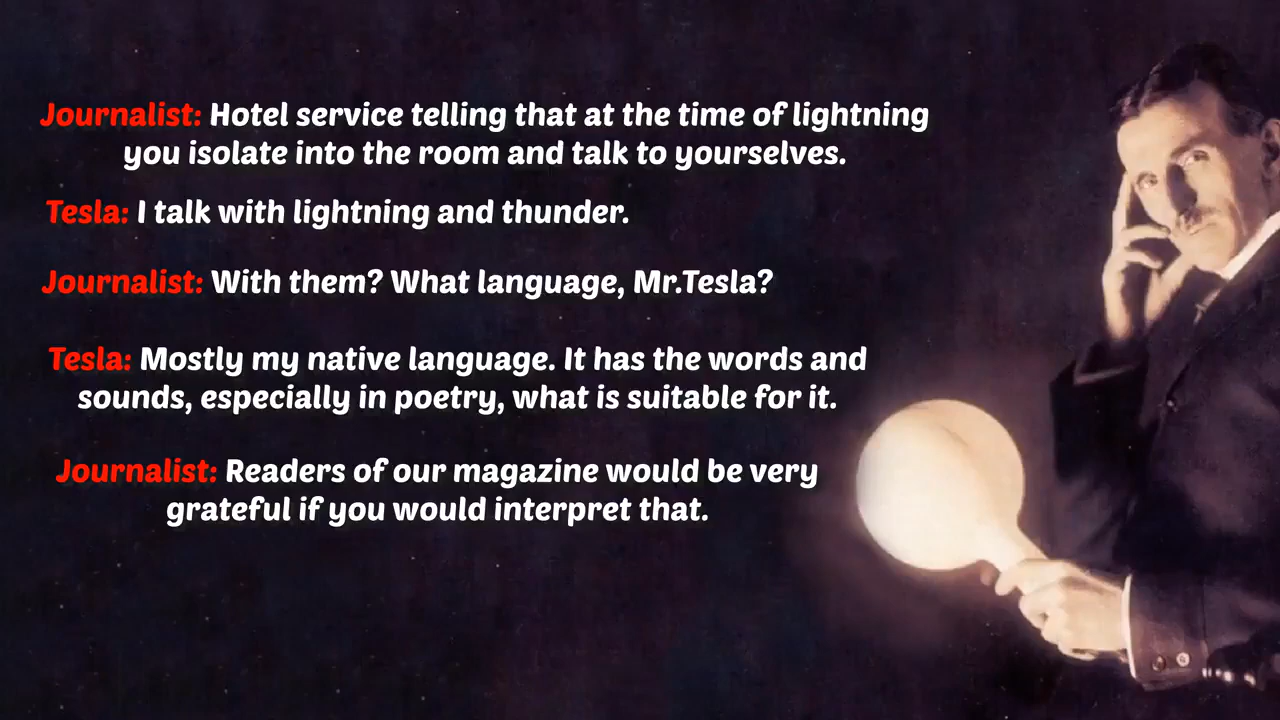 Journalist: Hotel service telling that at the time of lightning
you isolate into the room and talk to yourselves.
Tesla: I talk with lightning and thunder.
Journalist: With them? What language, Mr.Tesla?
Tesla: Mostly my native language. It has the words and
sounds, especially in poetry, what is suitable for it.
Journalist: Readers of our magazine would be very
grateful if you would interpret that.